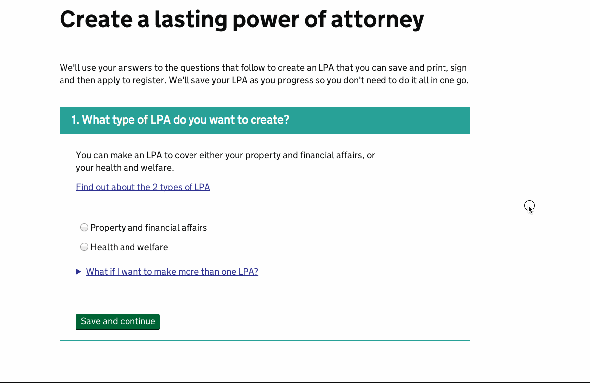 Create a lasting power of attorney
We'll use your answers to the questions that follow to create an LPA that you can save and print, sign
and then apply to register. We'll save your LPA as you progress so you don't need to do it all in one go.
1. What type of LPA do you want to create?
You can make an LPA to cover either your property and financial affairs, or
your health and welfare.
Find out about the 2 types of LPA
Property and financial affairs
Health and welfare
What if I want to make more than one LPA?
Save and continue